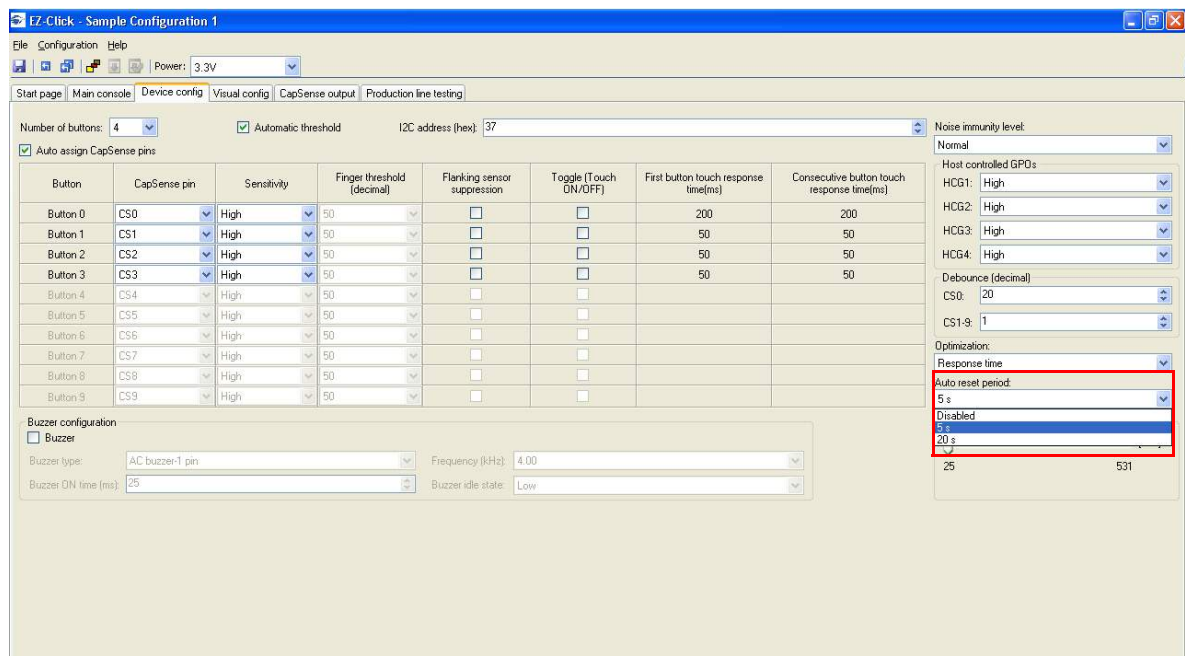 EZ-Click - Sample Configuration 1
File Configuration Help
Power: 3.3V
Start page Main console Device config Visual config CapSense output Production line testing
Number of buttons: 4 Automatic threshold I2C address (hex): 37
Auto assign CapSense pins
Button CapSense pin Sensitivity Finger threshold (decimal) Flanking sensor suppression Toggle (Touch ON/OFF) First button touch response time(ms) Consecutive button touch response time(ms)
Button 0 CS0 High 50 200 200
Button 1 CS1 High 50 50 50
Button 2 CS2 High 50 50 50
Button 3 CS3 High 50 50 50
Button 4 CS4 High 50
Button 5 CS5 High 50
Button 6 CS6 High 50
Button 7 CS7 High 50
Button 8 CS8 High 50
Button 9 CS9 High 50
Buzzer configuration
Buzzer
Buzzer type: AC buzzer-1 pin Frequency (kHz): 4.00
Buzzer ON time (ms): 25 Buzzer idle state: Low
Noise immunity level:
Normal
Host controlled GPOs
HCG1: High
HCG2: High
HCG3: High
HCG4: High
Debounce (decimal)
CS0: 20
CS1-9: 1
Optimization:
Response time
Auto reset period:
5 s
Disabled
5 s
20 s
25 531